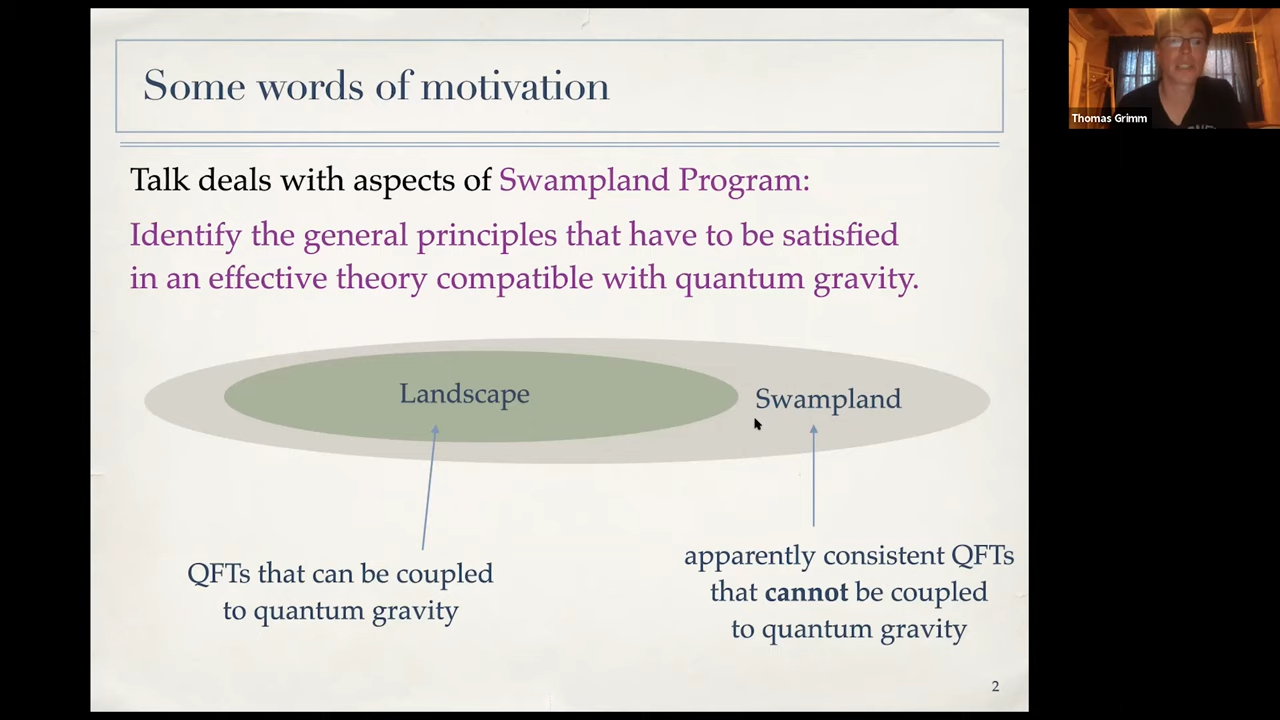 Some words of motivation
Talk deals with aspects of Swampland Program:
Identify the general principles that have to be satisfied
in an effective theory compatible with quantum gravity.
Landscape
Swampland
QFTs that can be coupled
to quantum gravity
apparently consistent QFTs
that cannot be coupled
to quantum gravity
2
Thomas Grimm